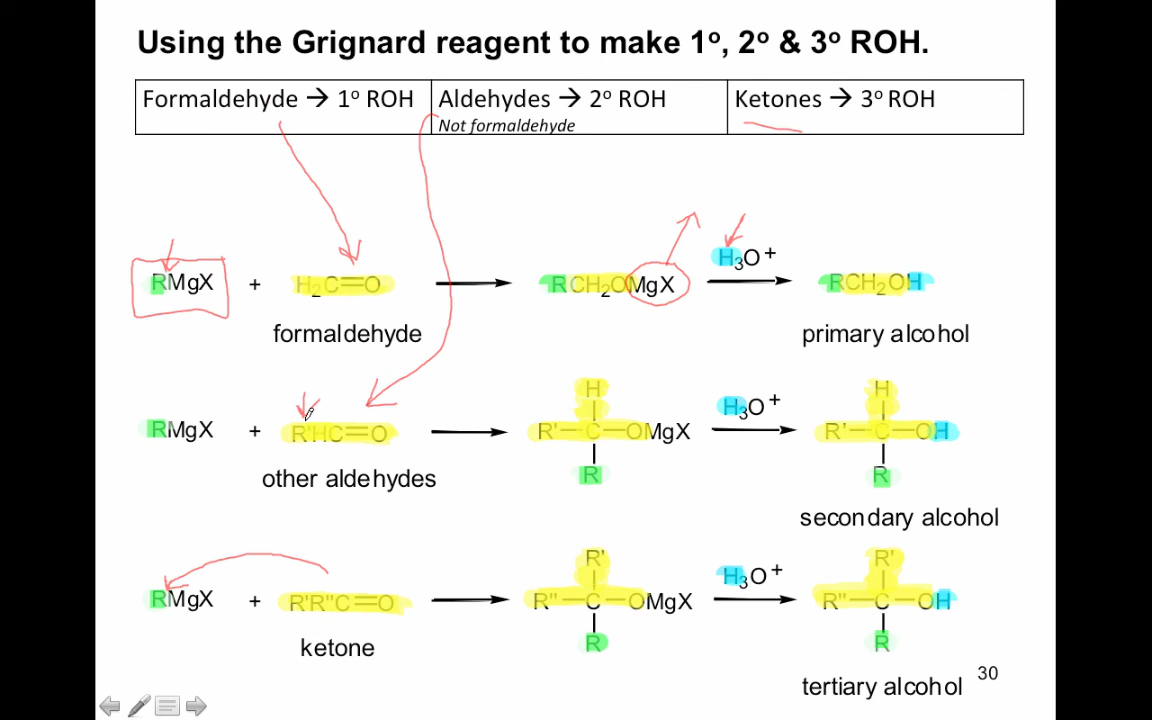 Using the Grignard reagent to make 1º, 2º & 3º ROH.
Formaldehyde → 1º ROH
Aldehydes → 2º ROH
Not formaldehyde
Ketones → 3º ROH
RMgX + H₂C=O → RCH₂OMgX H₃O⁺ → RCH₂OH
formaldehyde
primary alcohol
RMgX + R'HC=O → R'—C—OMgX H₃O⁺ → R'—C—OH
H
R
H
R
other aldehydes
secondary alcohol
RMgX + R'R"C=O → R"—C—OMgX H₃O⁺ → R"—C—OH
R'
R
R'
R
ketone
tertiary alcohol
30